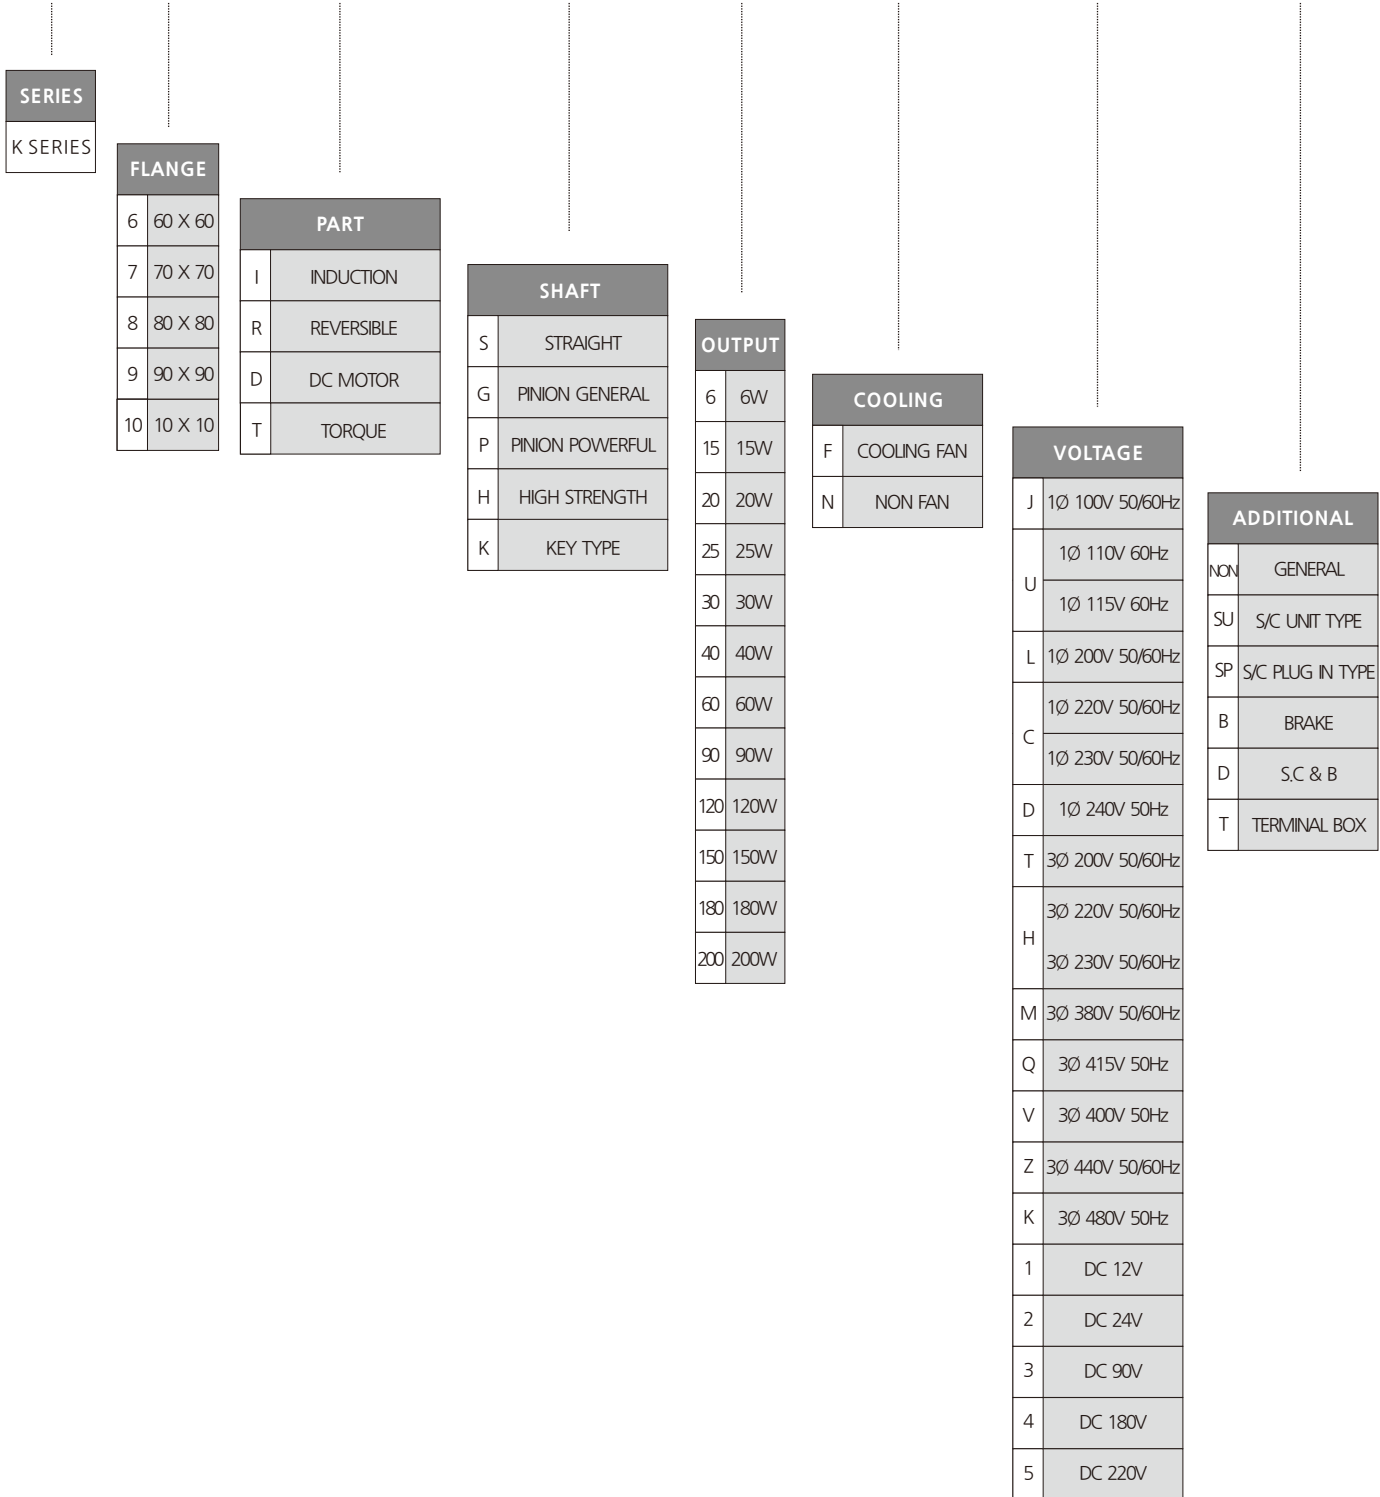 SERIES
K SERIES
FLANGE
6 60 X 60
7 70 X 70
8 80 X 80
9 90 X 90
10 10 X 10
PART
I INDUCTION
R REVERSIBLE
D DC MOTOR
T TORQUE
SHAFT
S STRAIGHT
G PINION GENERAL
P PINION POWERFUL
H HIGH STRENGTH
K KEY TYPE
OUTPUT
6 6W
15 15W
20 20W
25 25W
30 30W
40 40W
60 60W
90 90W
120 120W
150 150W
180 180W
200 200W
COOLING
F COOLING FAN
N NON FAN
VOLTAGE
J 1Ø 100V 50/60Hz
U 1Ø 110V 60Hz
1Ø 115V 60Hz
L 1Ø 200V 50/60Hz
C 1Ø 220V 50/60Hz
1Ø 230V 50/60Hz
D 1Ø 240V 50Hz
T 3Ø 200V 50/60Hz
H 3Ø 220V 50/60Hz
3Ø 230V 50/60Hz
M 3Ø 380V 50/60Hz
Q 3Ø 415V 50Hz
V 3Ø 400V 50Hz
Z 3Ø 440V 50/60Hz
K 3Ø 480V 50Hz
1 DC 12V
2 DC 24V
3 DC 90V
4 DC 180V
5 DC 220V
ADDITIONAL
NON GENERAL
SU S/C UNIT TYPE
SP S/C PLUG IN TYPE
B BRAKE
D S.C & B
T TERMINAL BOX